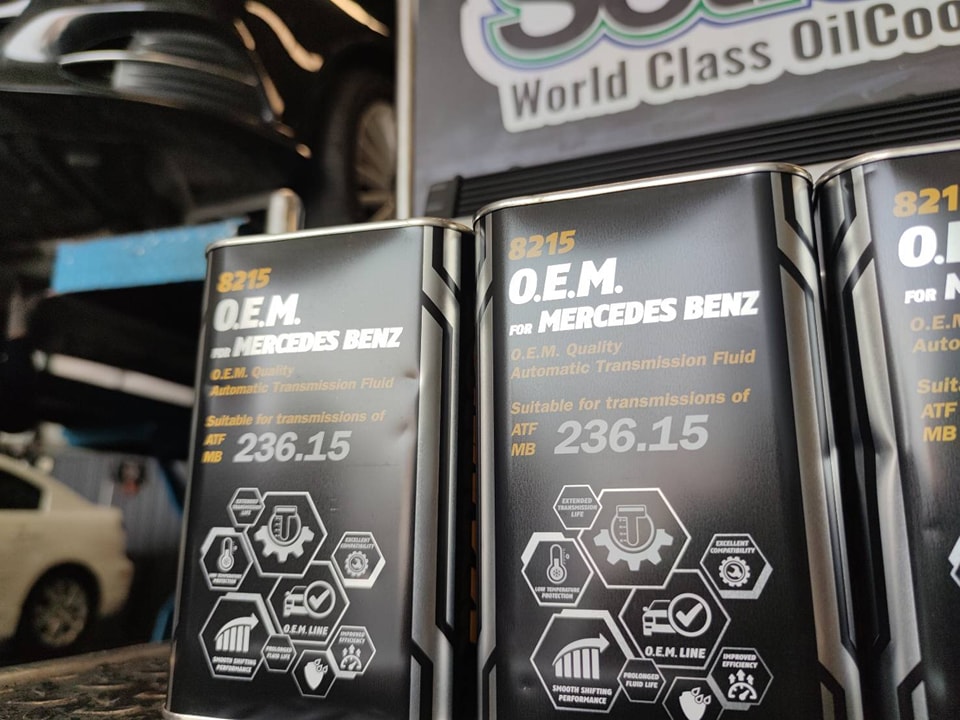 World Class OilCoo
8215
O.E.M.
FOR MERCEDES BENZ
O.E.M. Quality
Automatic Transmission Fluid
Suitable for transmissions of
ATF
MB 236.15
EXTENDED
TRANSMISSION
LIFE
LOW TEMPERATURE
PROTECTION
EXCELLENT
COMPATIBILITY
O.E.M. LINE
SMOOTH SHIFTING
PERFORMANCE
PROLONGED
FLUID LIFE
IMPROVED
EFFICIENCY
8215
O.E.M.
FOR MERCEDES BENZ
O.E.M. Quality
Automatic Transmission Fluid
Suitable for transmissions of
ATF
MB 236.15
EXTENDED
TRANSMISSION
LIFE
LOW TEMPERATURE
PROTECTION
EXCELLENT
COMPATIBILITY
O.E.M. LINE
SMOOTH SHIFTING
PERFORMANCE
PROLONGED
FLUID LIFE
IMPROVED
EFFICIENCY
821
O.E
FOR M
O.E.M
Auto
Suit
ATF
MB